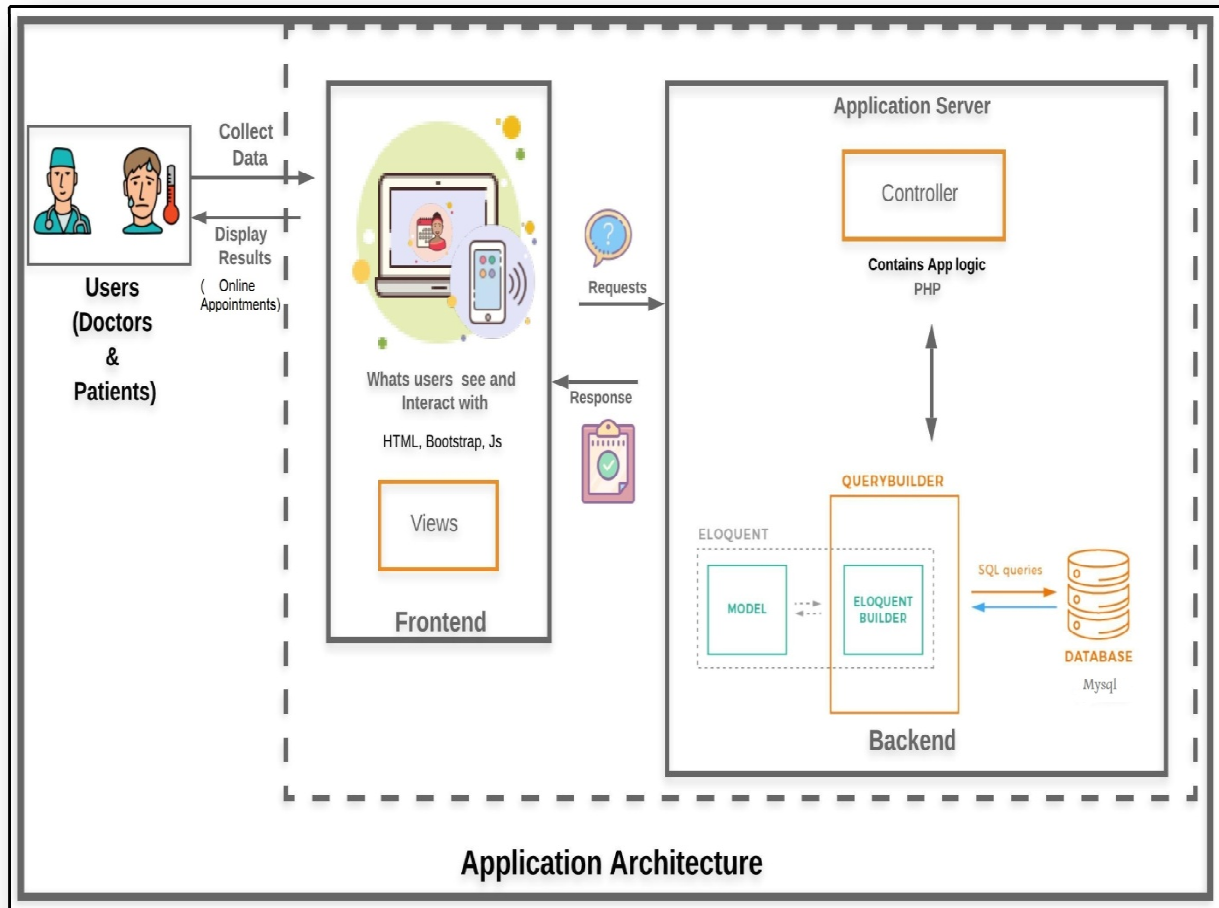 Collect
Data
Display
Results
( Online
Appointments)
Users
(Doctors
&
Patients)
Whats users see and
Interact with
HTML, Bootstrap, Js
Views
Frontend
?
Requests
Response
Application Server
Controller
Contains App logic
PHP
QUERYBUILDER
ELOQUENT
MODEL
ELOQUENT
BUILDER
SQL queries
DATABASE
Mysql
Backend
Application Architecture